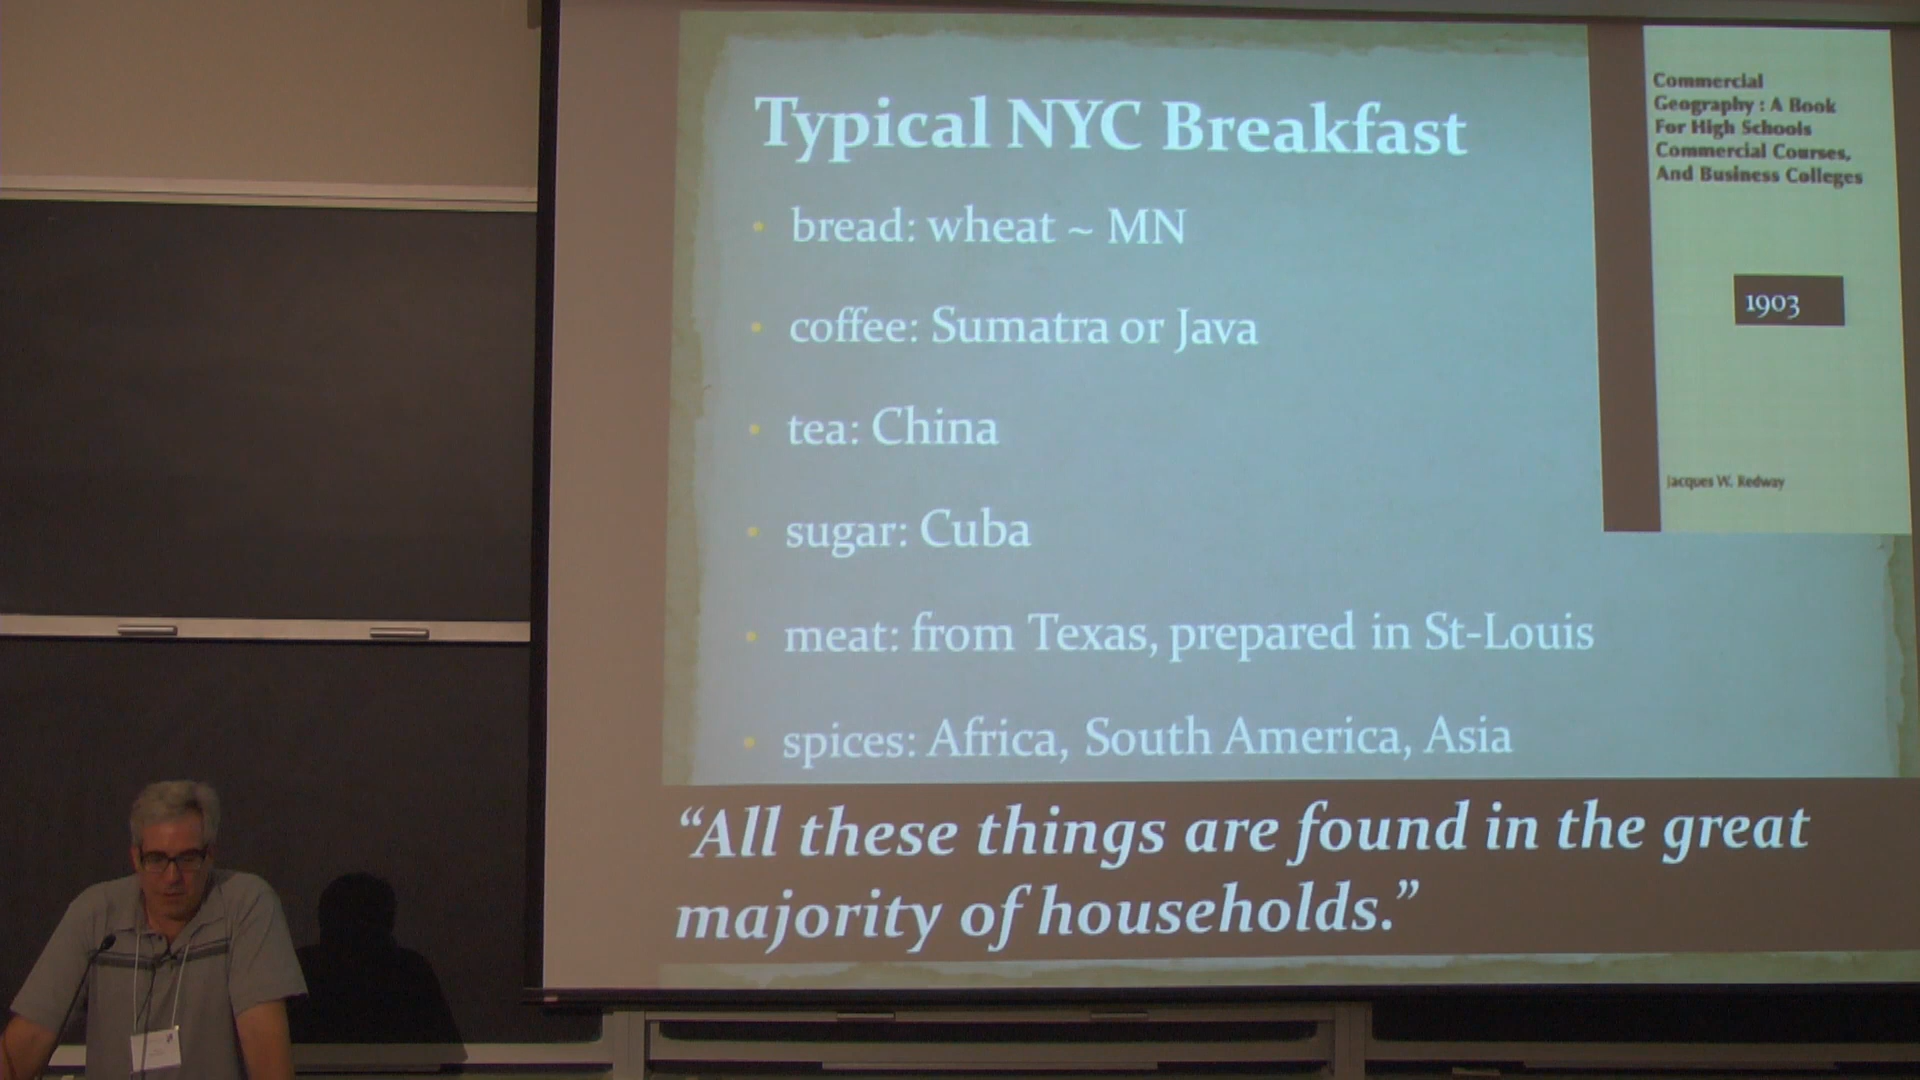 Typical NYC Breakfast
• bread: wheat ~ MN
• coffee: Sumatra or Java
• tea: China
• sugar: Cuba
• meat: from Texas, prepared in St-Louis
• spices: Africa, South America, Asia
“All these things are found in the great
majority of households.”
Commercial
Geography : A Book
For High Schools
Commercial Courses,
And Business Colleges
1903
Jacques W. Redway